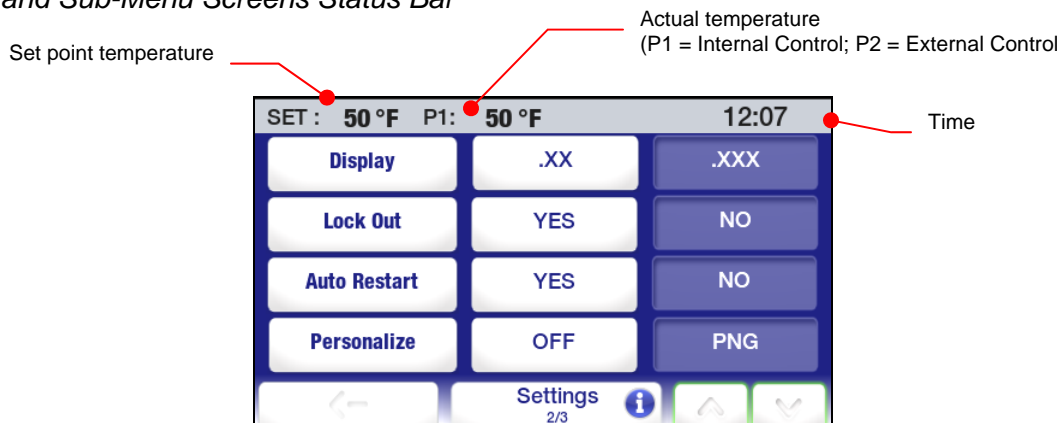 and Sub-Menu Screens Status Bar
Actual temperature
(P1 = Internal Control; P2 = External Control
Set point temperature
SET : 50 °F P1: 50 °F 12:07
Time
Display .XX .XXX
Lock Out YES NO
Auto Restart YES NO
Personalize OFF PNG
Settings
2/3